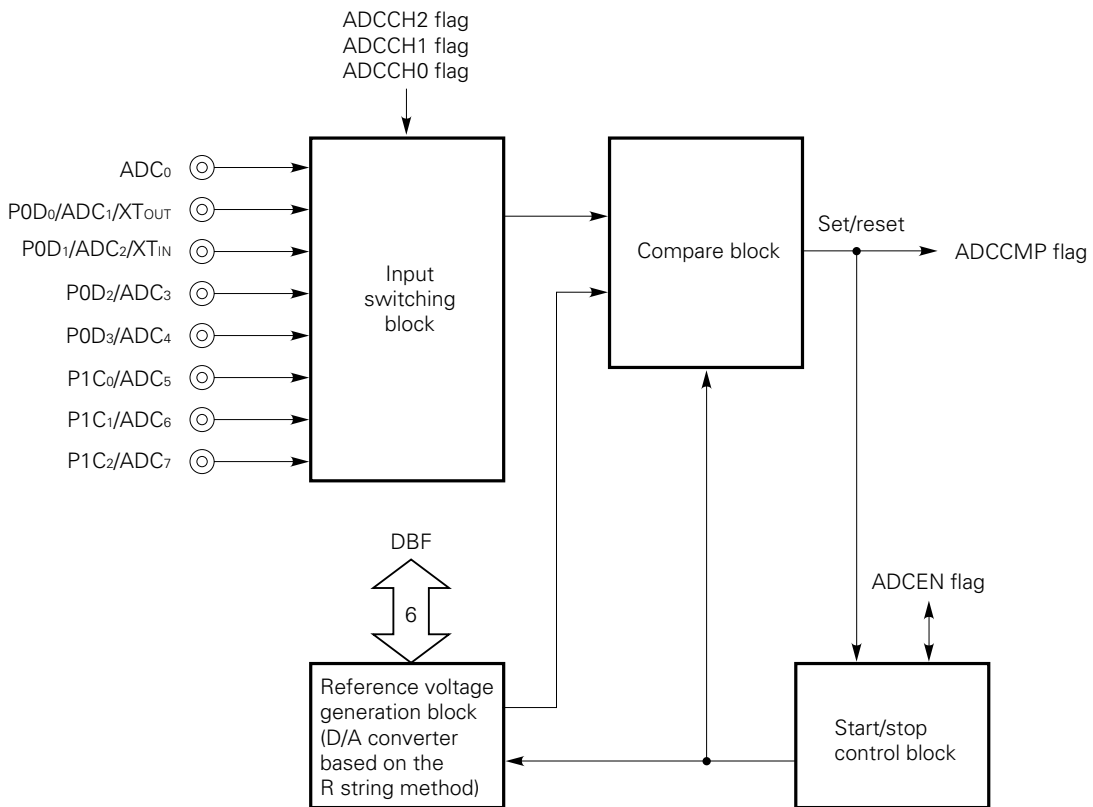 ADCCH2 flag
ADCCH1 flag
ADCCH0 flag
ADC0
P0D0/ADC1/XTOUT
P0D1/ADC2/XTIN
P0D2/ADC3
P0D3/ADC4
P1C0/ADC5
P1C1/ADC6
P1C2/ADC7
Input
switching
block
Compare block
Set/reset
ADCCMP flag
DBF
6
ADCEN flag
Reference voltage
generation block
(D/A converter
based on the
R string method)
Start/stop
control block